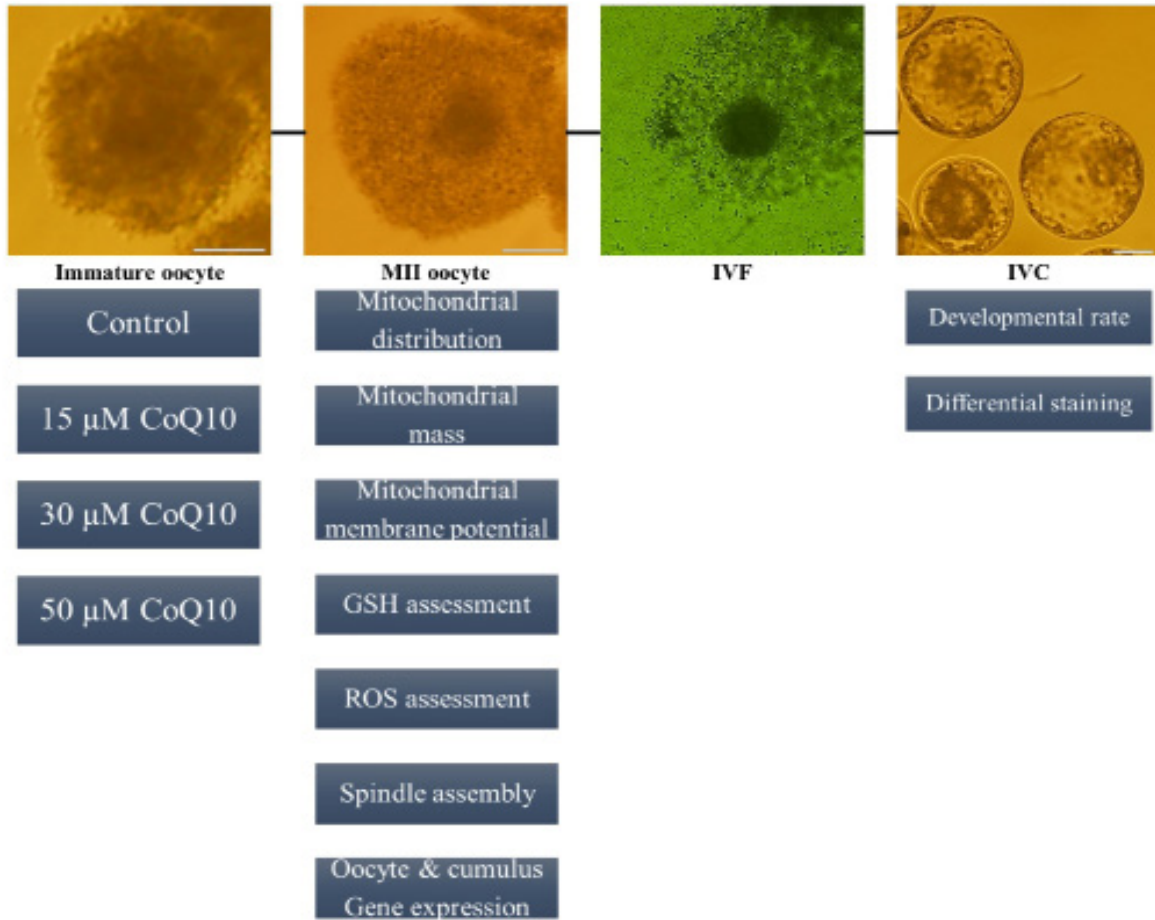 Immature oocyte
MII oocyte
IVF
IVC
Control
15 μM CoQ10
30 μM CoQ10
50 μM CoQ10
Mitochondrial
distribution
Mitochondrial
mass
Mitochondrial
membrane potential
GSH assessment
ROS assessment
Spindle assembly
Oocyte & cumulus
Gene expression
Developmental rate
Differential staining